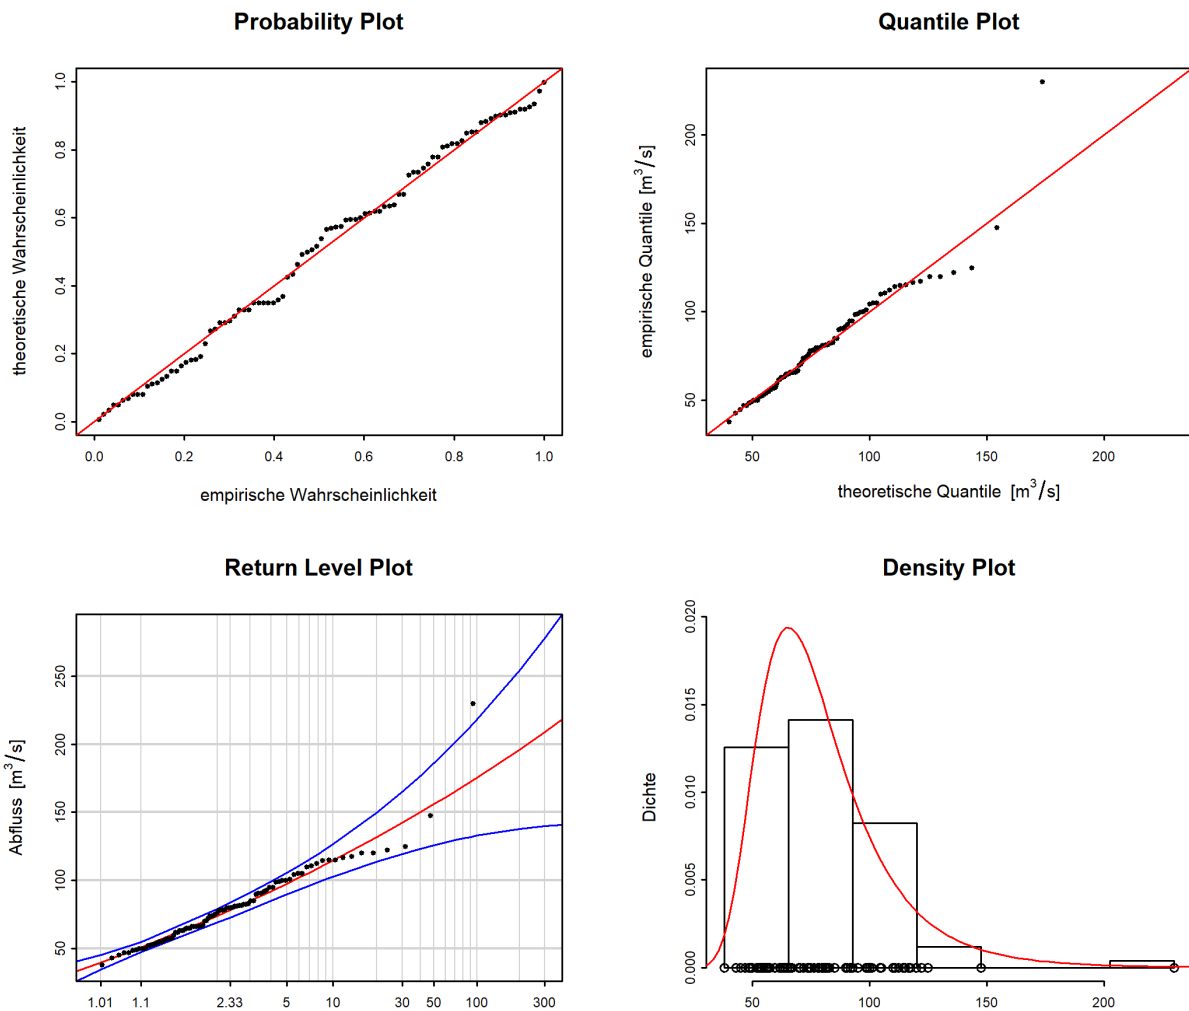 Probability Plot
theoretische Wahrscheinlichkeit
0.0 0.2 0.4 0.6 0.8 1.0
0.0 0.2 0.4 0.6 0.8 1.0
empirische Wahrscheinlichkeit
Quantile Plot
empirische Quantile [m³/s]
50 100 150 200
50 100 150 200
theoretische Quantile [m³/s]
Return Level Plot
Abfluss [m³/s]
50 100 150 200 250
1.01 1.1 2.33 5 10 30 50 100 300
Density Plot
Dichte
0.000 0.005 0.010 0.015 0.020
50 100 150 200